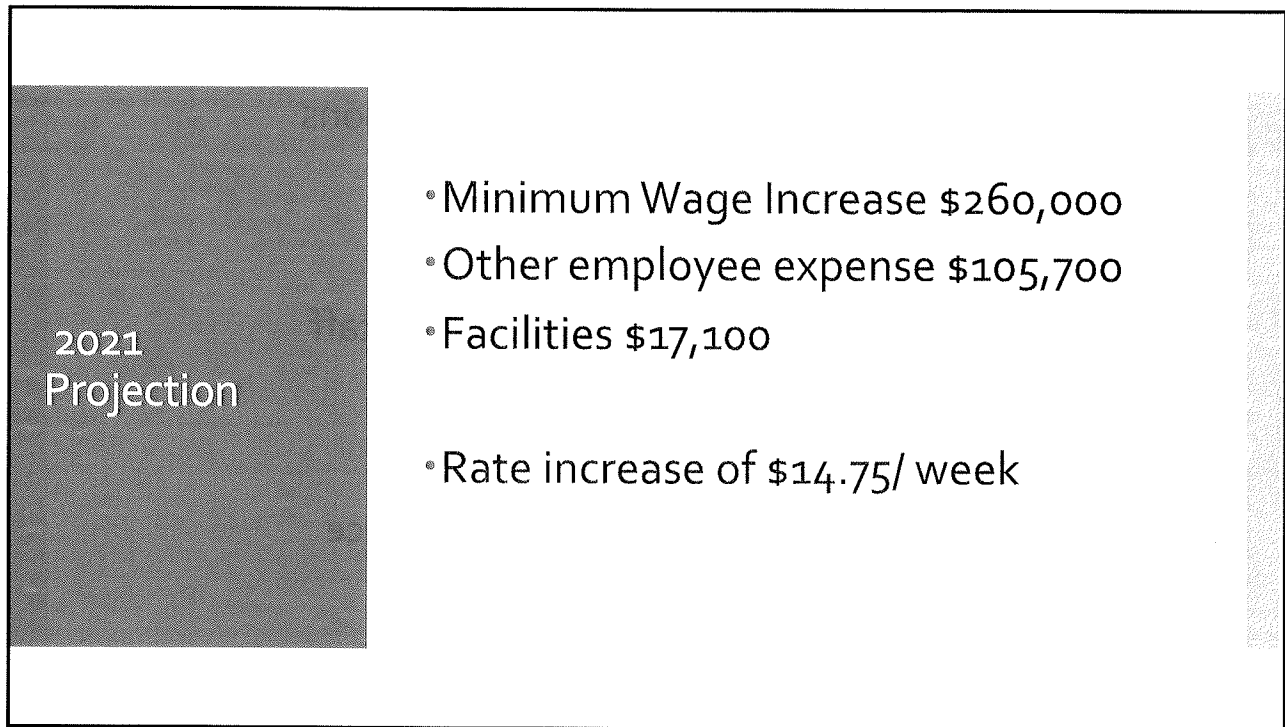 2021
Projection
•Minimum Wage Increase $260,000
•Other employee expense $105,700
•Facilities $17,100
•Rate increase of $14.75/ week